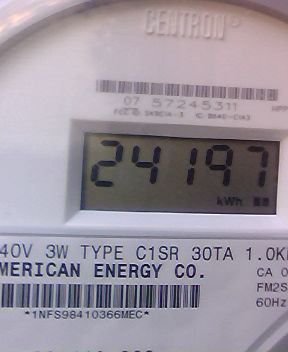 CENTRON®
07 57245311
24197
kWh
40V 3W TYPE C1SR 30TA 1.0K
MERICAN ENERGY CO.
CA 0
FM2S
60Hz
*1NFS98410366MEC*